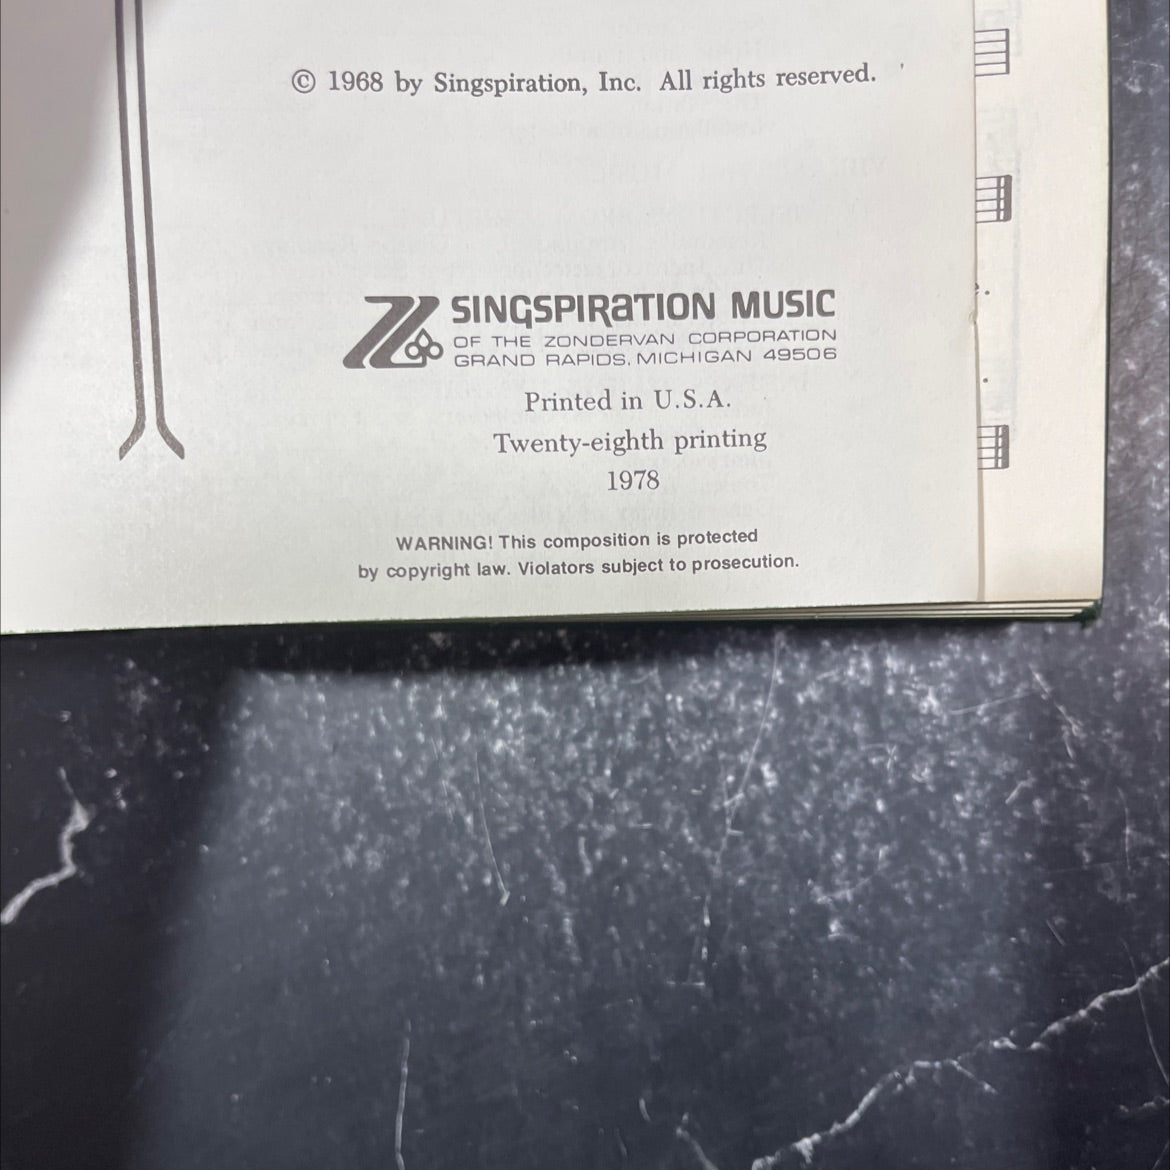 © 1968 by Singspiration, Inc. All rights reserved.
SINGSPIRaTION MUSIC
OF THE ZONDERVAN CORPORATION
GRAND RAPIDS, MICHIGAN 49506
Printed in U.S.A.
Twenty-eighth printing
1978
WARNING! This composition is protected
by copyright law. Violators subject to prosecution.